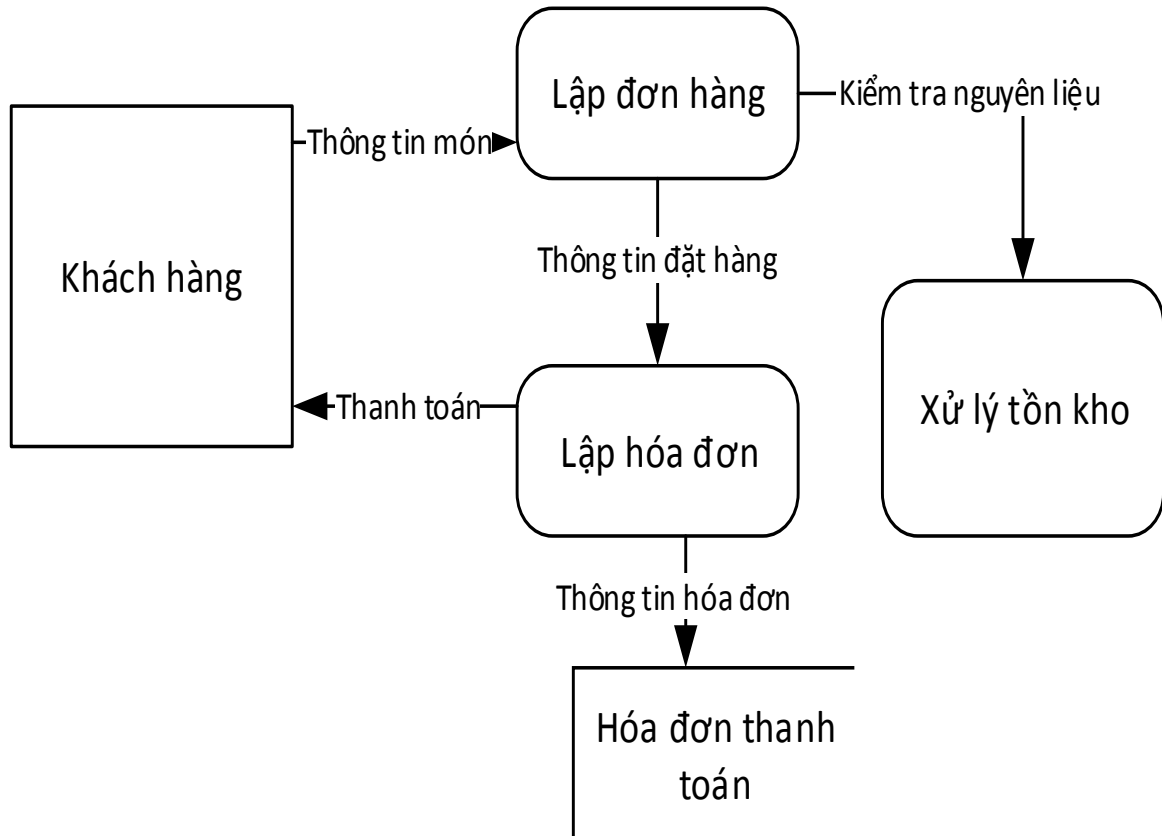 Lập đơn hàng
Kiểm tra nguyên liệu
Thông tin món
Khách hàng
Thông tin đặt hàng
Thanh toán
Lập hóa đơn
Xử lý tồn kho
Thông tin hóa đơn
Hóa đơn thanh
toán